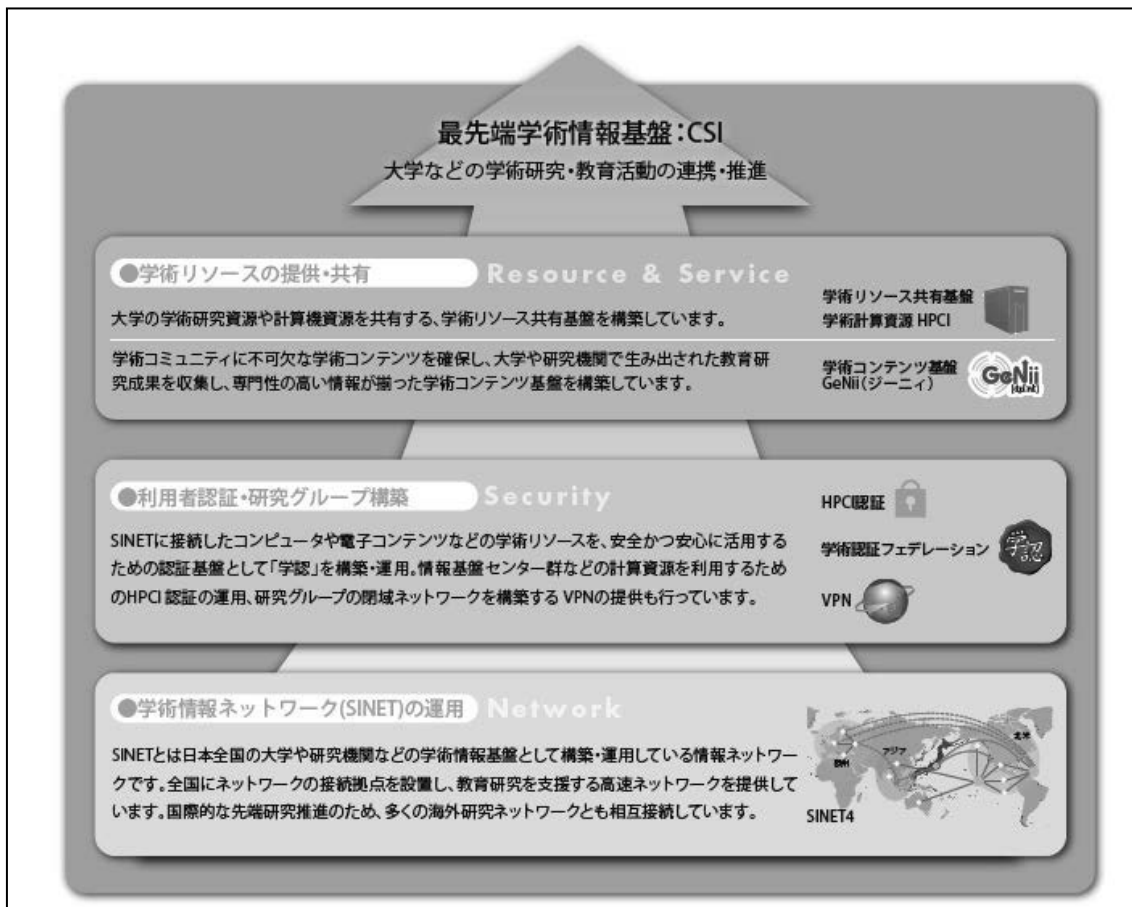 最先端学術情報基盤：CSI
大学などの学術研究・教育活動の連携・推進
●学術リソースの提供・共有
Resource & Service
大学の学術研究資源や計算機資源を共有する、学術リソース共有基盤を構築しています。
学術リソース共有基盤
学術計算資源 HPCI
学術コミュニティに不可欠な学術コンテンツを確保し、大学や研究機関で生み出された教育研
究成果を収集し、専門性の高い情報が揃った学術コンテンツ基盤を構築しています。
学術コンテンツ基盤
GeNii（ジーニィ）
GeNii
●利用者認証・研究グループ構築
Security
SINETに接続したコンピュータや電子コンテンツなどの学術リソースを、安全かつ安心に活用する
ための認証基盤として「学認」を構築・運用。情報基盤センター群などの計算資源を利用するため
のHPCI認証の運用、研究グループの閉域ネットワークを構築する VPNの提供も行っています。
HPCI認証
学術認証フェデレーション
学認
VPN
●学術情報ネットワーク(SINET)の運用
Network
SINETとは日本全国の大学や研究機関などの学術情報基盤として構築・運用している情報ネットワー
クです。全国にネットワークの接続拠点を設置し、教育研究を支援する高速ネットワークを提供して
います。国際的な先端研究推進のため、多くの海外研究ネットワークとも相互接続しています。
アジア
北米
欧州
SINET4